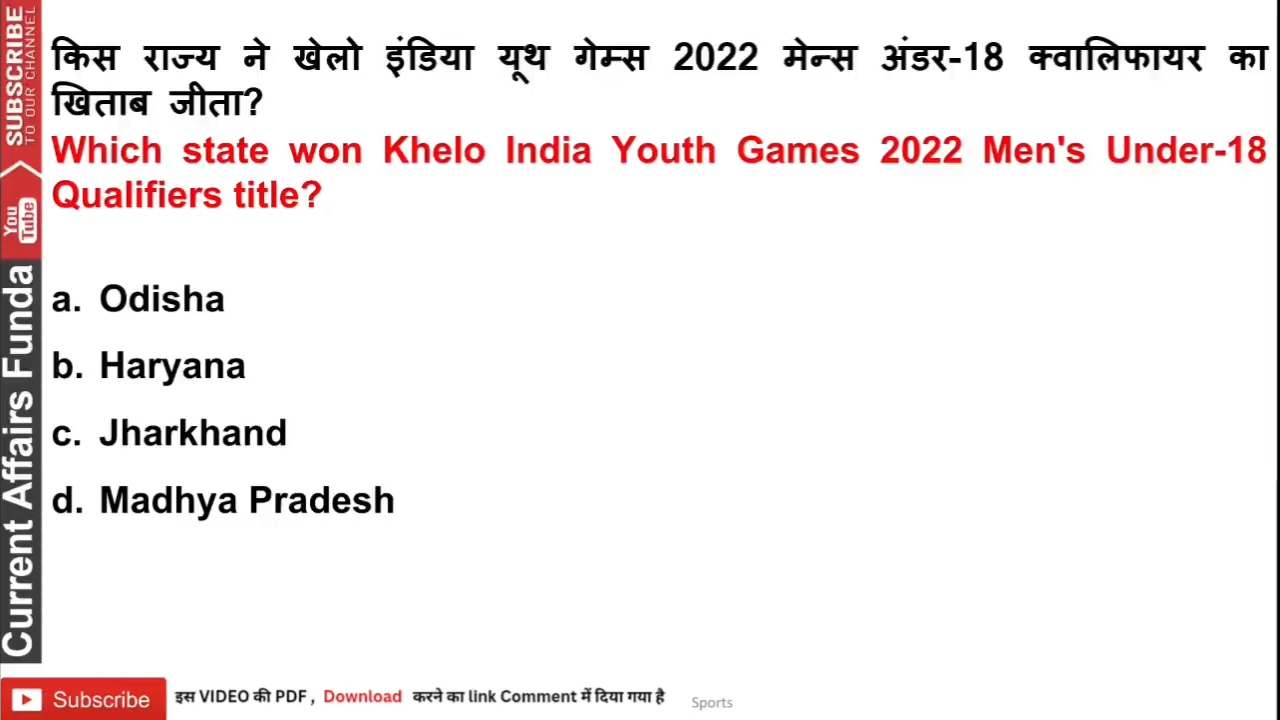 किस राज्य ने खेलो इंडिया यूथ गेम्स 2022 मेन्स अंडर-18 क्वालिफायर का
खिताब जीता?
Which state won Khelo India Youth Games 2022 Men's Under-18
Qualifiers title?
a. Odisha
b. Haryana
c. Jharkhand
d. Madhya Pradesh
SUBSCRIBE
TO OUR CHANNEL
You
Tube
Current Affairs Funda
Subscribe
इस VIDEO की PDF , Download करने का link Comment में दिया गया है
Sports